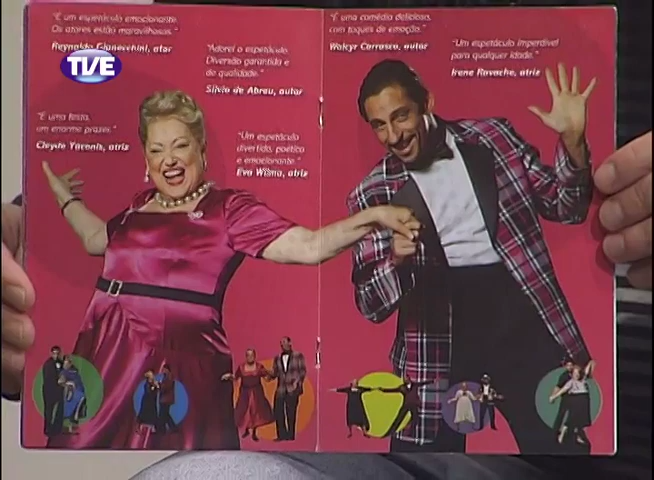 "É um espetáculo emocionante.
Os atores estão maravilhosos."
Reynaldo Gianecchini, ator
TVE
"Adorei o espetáculo.
Diversão garantida e
de qualidade."
Silvio de Abreu, autor
"É uma festa,
um enorme prazer."
Cleyde Yaconis, atriz
"Um espetáculo
divertido, poético
e emocionante."
Eva Wilma, atriz
"É uma comédia deliciosa,
com toques de emoção."
Walcyr Carrasco, autor
"Um espetáculo imperdível
para qualquer idade."
Irene Ravache, atriz